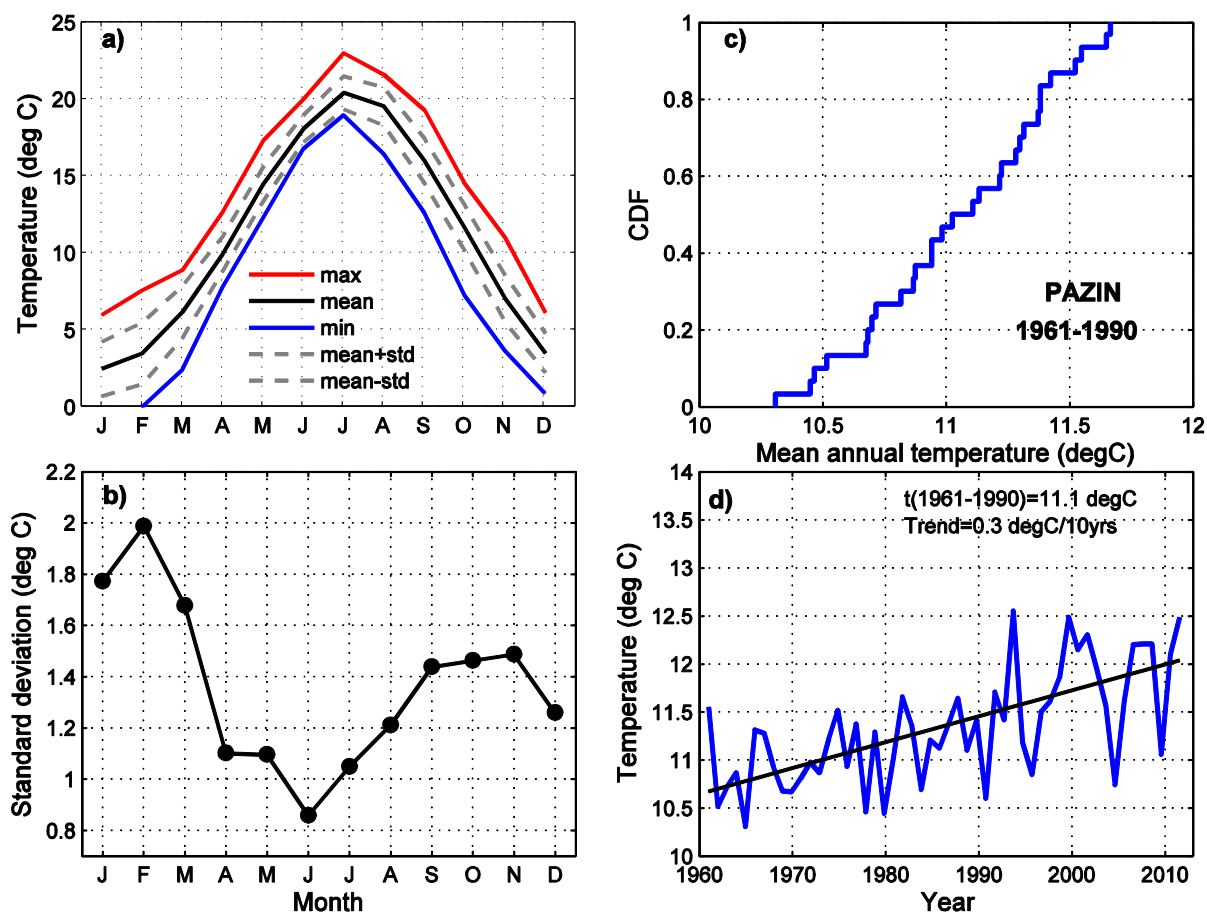 a)
Temperature (deg C)
25
20
15
10
5
0
max
mean
min
mean+std
mean-std
J F M A M J J A S O N D
c)
CDF
1
0.8
0.6
0.4
0.2
0
PAZIN
1961-1990
10 10.5 11 11.5 12
Mean annual temperature (degC)
b)
Standard deviation (deg C)
2.2
2
1.8
1.6
1.4
1.2
1
0.8
J F M A M J J A S O N D
Month
d)
t(1961-1990)=11.1 degC
Trend=0.3 degC/10yrs
Temperature (deg C)
14
13.5
13
12.5
12
11.5
11
10.5
10
1960 1970 1980 1990 2000 2010
Year